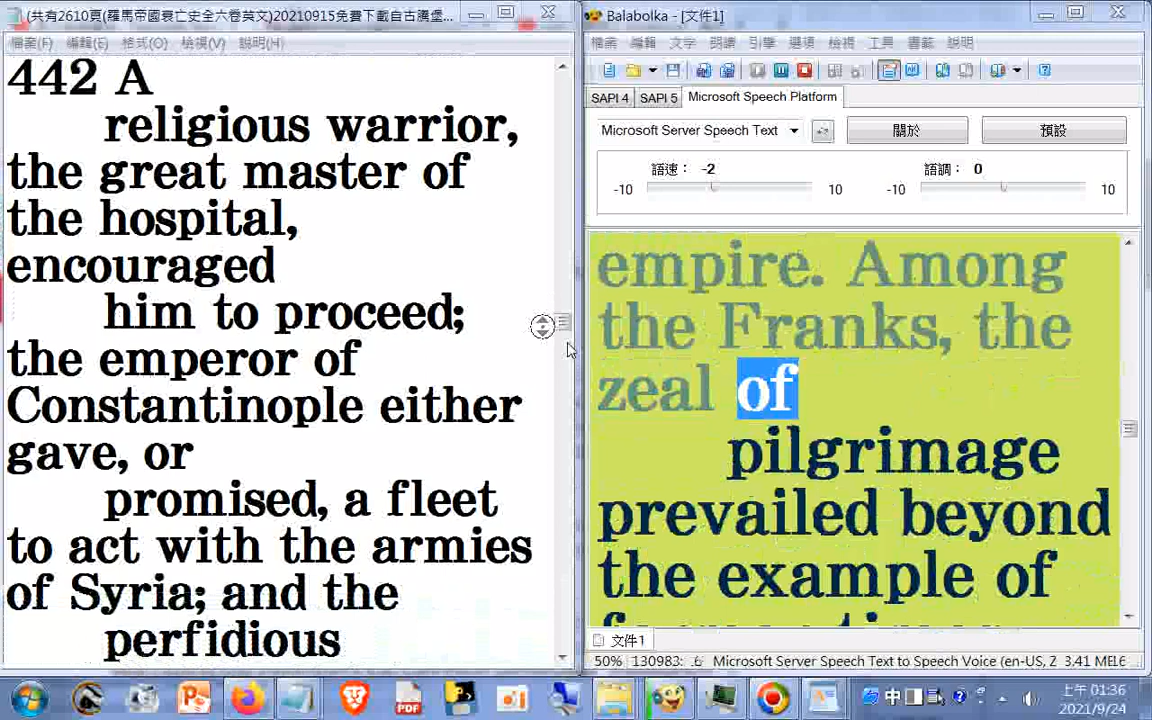 (共有2610頁(羅馬帝國衰亡史全六卷英文)20210915免費下載自古騰堡...
檔案(F) 編輯(E) 格式(O) 檢視(V) 說明(H)
442 A
religious warrior,
the great master of
the hospital,
encouraged
him to proceed;
the emperor of
Constantinople either
gave, or
promised, a fleet
to act with the armies
of Syria; and the
perfidious
Balabolka - [文件1]
檔案 編輯 文字 朗讀 引擎 選項 檢視 工具 書籤 說明
SAPI 4 SAPI 5 Microsoft Speech Platform
Microsoft Server Speech Text 關於 預設
語速： -2 語調： 0
-10 10 -10 10
empire. Among
the Franks, the
zeal of
pilgrimage
prevailed beyond
the example of
文件1
50% 130983: .6 Microsoft Server Speech Text to Speech Voice (en-US, 2 3.41 ME
中
上午 01:36
2021/9/24